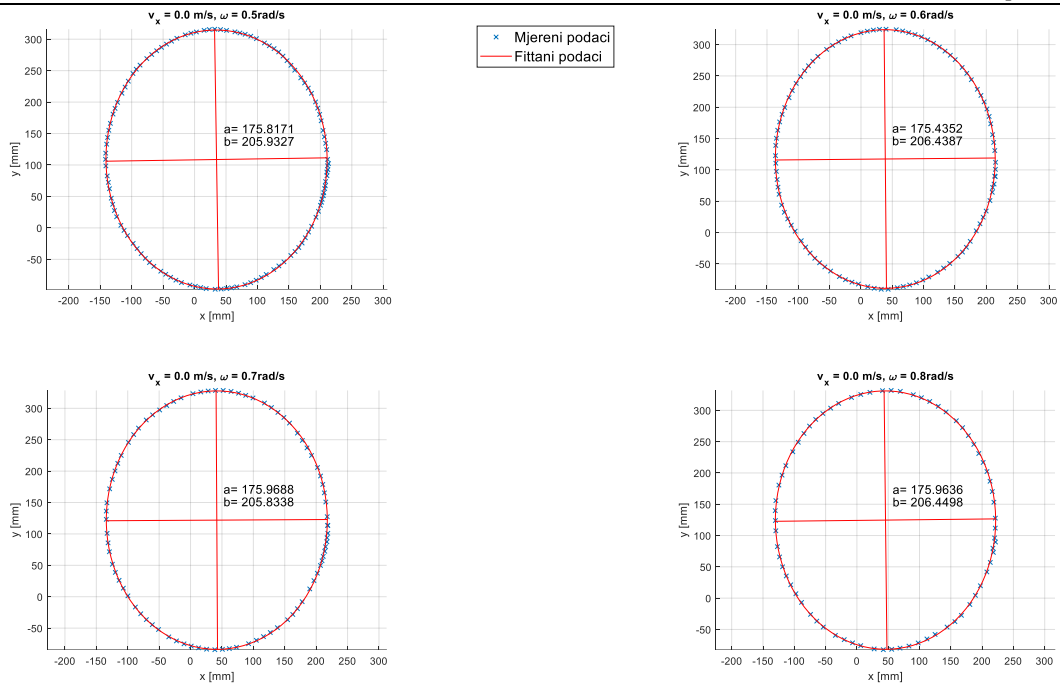 v_x = 0.0 m/s, ω = 0.5rad/s
300
250
200
150
100
50
0
-50
y [mm]
a= 175.8171
b= 205.9327
-200 -150 -100 -50 0 50 100 150 200 250 300
x [mm]
Mjereni podaci
Fittani podaci
v_x = 0.0 m/s, ω = 0.6rad/s
300
250
200
150
100
50
0
-50
y [mm]
a= 175.4352
b= 206.4387
-200 -150 -100 -50 0 50 100 150 200 250 300
x [mm]
v_x = 0.0 m/s, ω = 0.7rad/s
300
250
200
150
100
50
0
-50
y [mm]
a= 175.9688
b= 205.8338
-200 -150 -100 -50 0 50 100 150 200 250 300
x [mm]
v_x = 0.0 m/s, ω = 0.8rad/s
300
250
200
150
100
50
0
-50
y [mm]
a= 175.9636
b= 206.4498
-200 -150 -100 -50 0 50 100 150 200 250 300
x [mm]